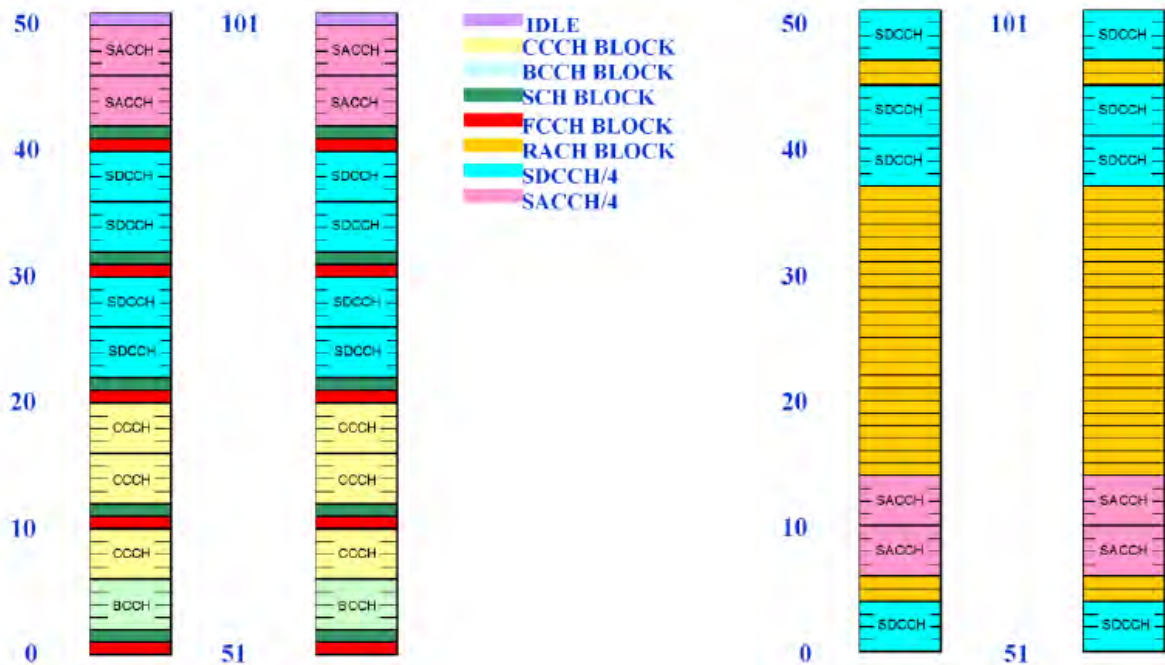 50
101
SACCH
SACCH
SACCH
SACCH
40
SDCCH
SDCCH
SDCCH
SDCCH
30
SDCCH
SDCCH
SDCCH
SDCCH
20
CCCH
CCCH
CCCH
CCCH
10
CCCH
CCCH
BCCH
BCCH
0
51
IDLE
CCCH BLOCK
BCCH BLOCK
SCH BLOCK
FCCH BLOCK
RACH BLOCK
SDCCH/4
SACCH/4
50
101
SDCCH
SDCCH
SDCCH
SDCCH
40
SDCCH
SDCCH
30
20
SACCH
SACCH
10
SACCH
SACCH
SDCCH
SDCCH
0
51